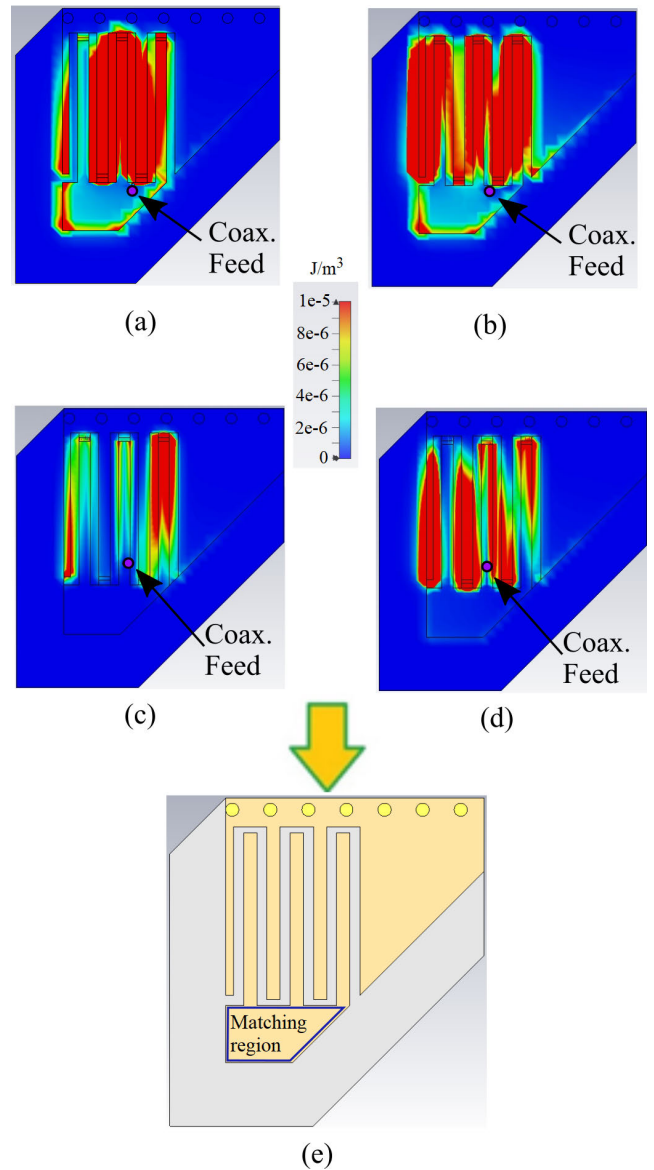 Coax.
Feed
Coax.
Feed
(a)
(b)
J/m³
1e-5
8e-6
6e-6
4e-6
2e-6
0
Coax.
Feed
Coax.
Feed
(c)
(d)
Matching
region
(e)